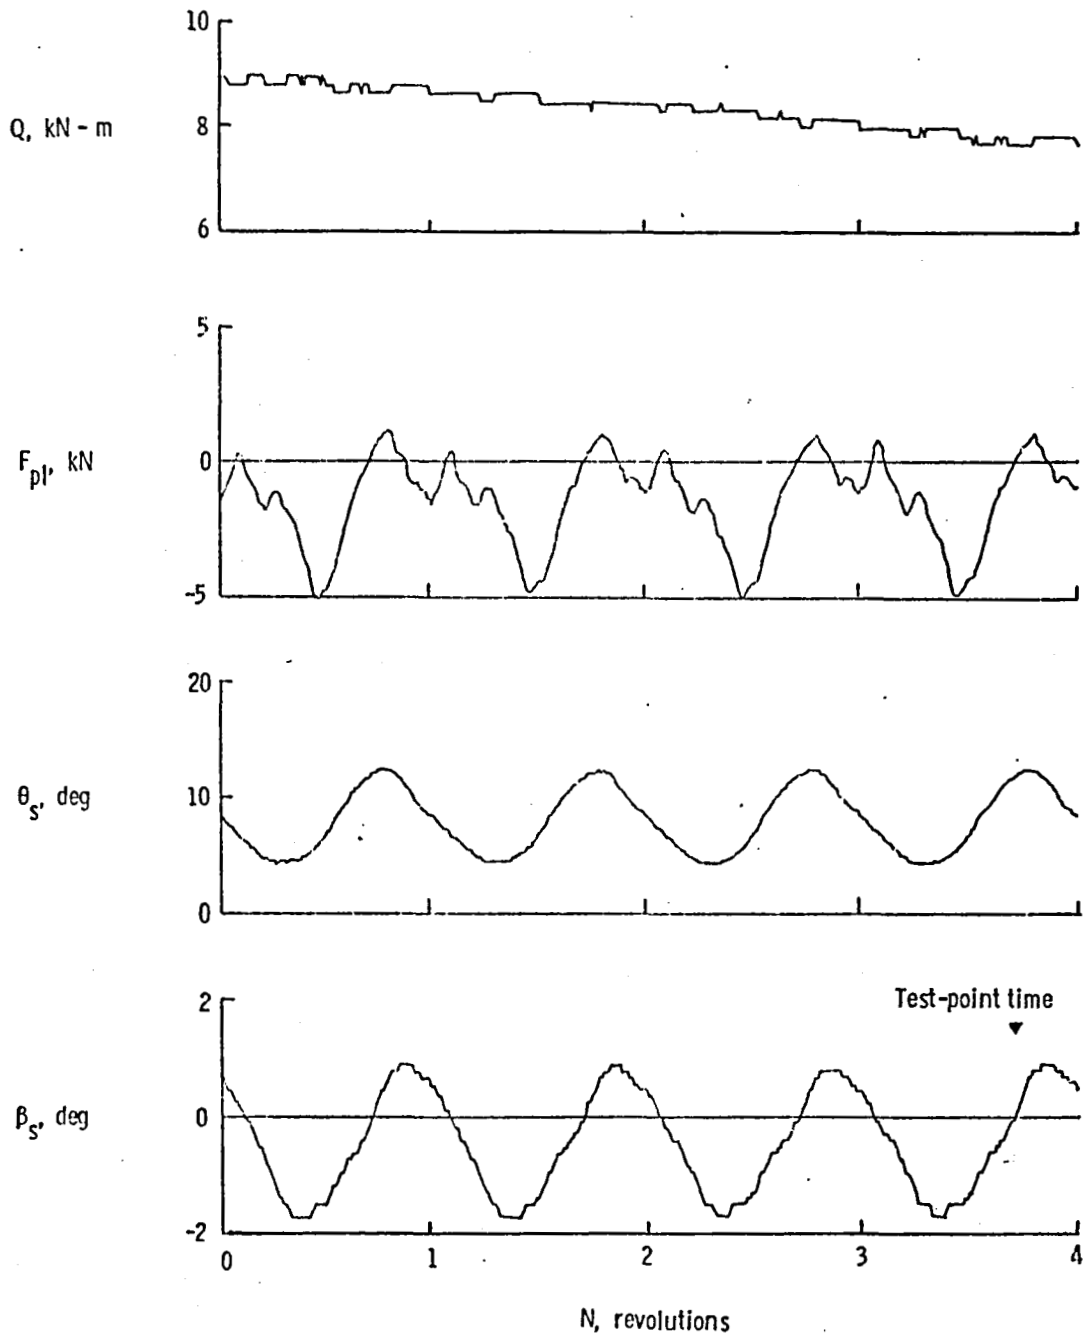 10
Q, kN - m
8
6
5
F_pl, kN
0
-5
20
θ_s, deg
10
0
2
Test-point time
β_s, deg
0
-2
0 1 2 3 4
N, revolutions